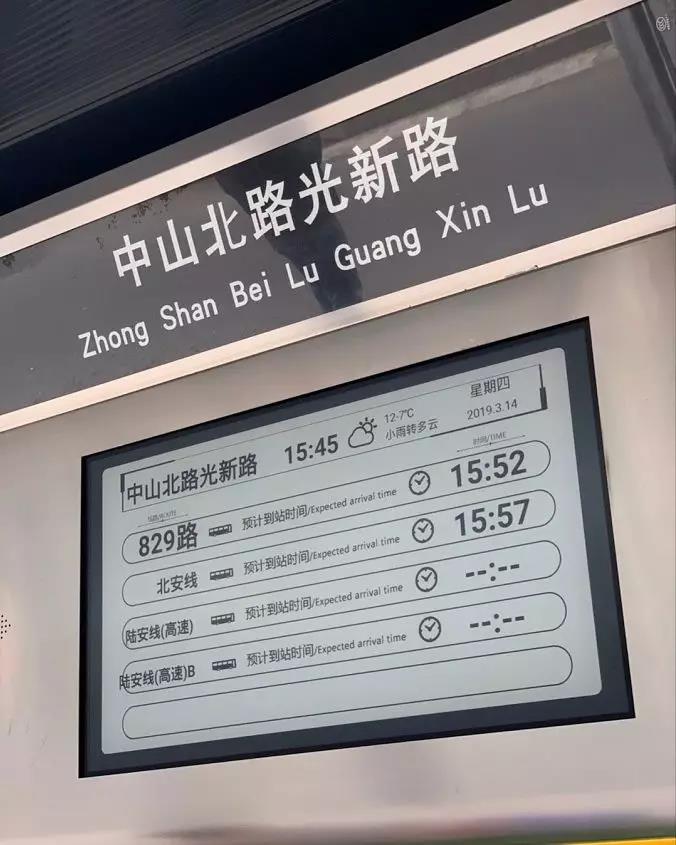 中山北路光新路
Zhong Shan Bei Lu Guang Xin Lu
中山北路光新路 15:45 12-7℃ 星期四
小雨转多云 2019.3.14
时间/TIME
829路 预计到站时间/Expected arrival time 15:52
北安线 预计到站时间/Expected arrival time 15:57
陆安线(高速) 预计到站时间/Expected arrival time --:--
陆安线(高速)B 预计到站时间/Expected arrival time --:--